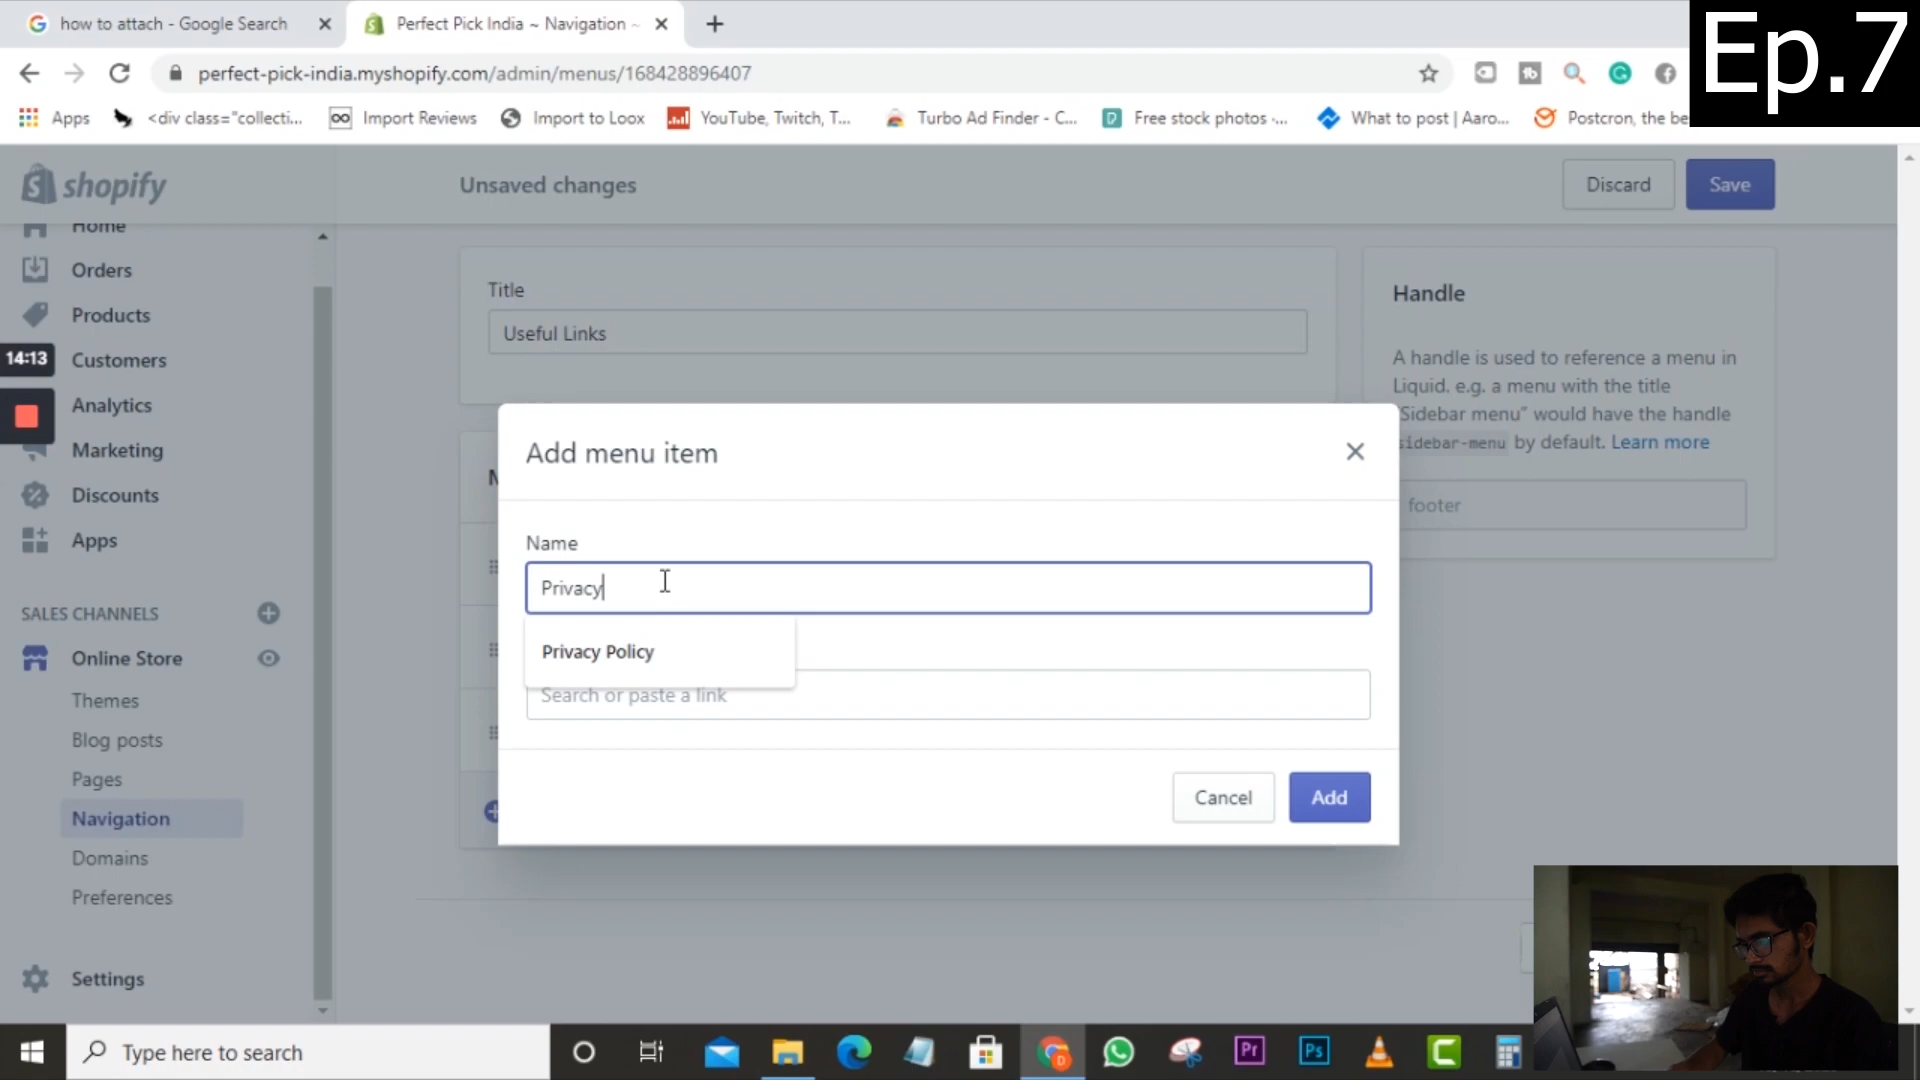 Ep.7
how to attach - Google Search
Perfect Pick India ~ Navigation ~
perfect-pick-india.myshopify.com/admin/menus/168428896407
Apps
<div class="collecti...
Import Reviews
Import to Loox
YouTube, Twitch, T...
Turbo Ad Finder - C...
Free stock photos -...
What to post | Aaro...
Postcron, the be
shopify
Unsaved changes
Discard
Save
Home
Orders
Products
14:13
Customers
Analytics
Marketing
Discounts
Apps
SALES CHANNELS
Online Store
Themes
Blog posts
Pages
Navigation
Domains
Preferences
Settings
Title
Useful Links
Handle
A handle is used to reference a menu in
Liquid. e.g. a menu with the title
Sidebar menu" would have the handle
sidebar-menu by default. Learn more
footer
Add menu item
Name
Privacy
Privacy Policy
Search or paste a link
Cancel
Add
Type here to search
Pr
Ps